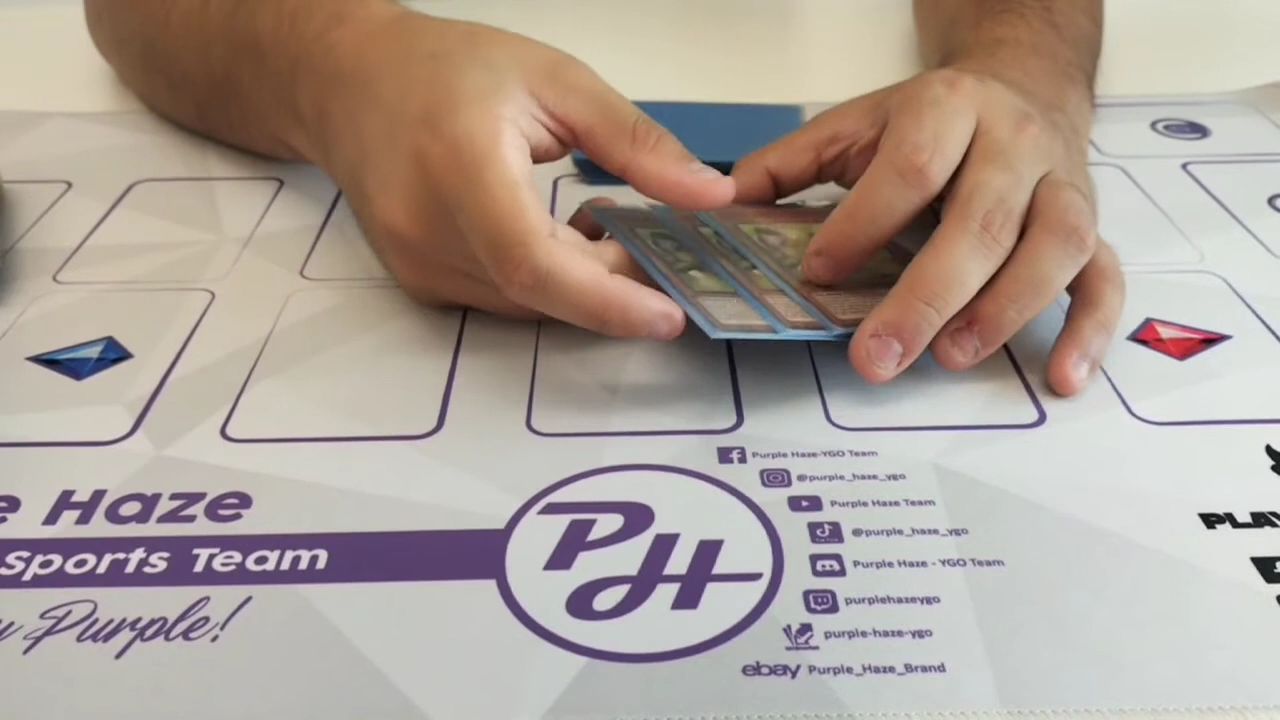 e Haze
Sports Team
u Purple!
PH
Purple Haze-YGO Team
@purple_haze_ygo
Purple Haze Team
@purple_haze_ygo
Purple Haze - YGO Team
purplehazeygo
purple-haze-ygo
ebay Purple_Haze_Brand
PLAY